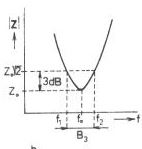 |Z|
Z₀√2
3dB
Z₀
f₁ f₀ f₂ f
B₃